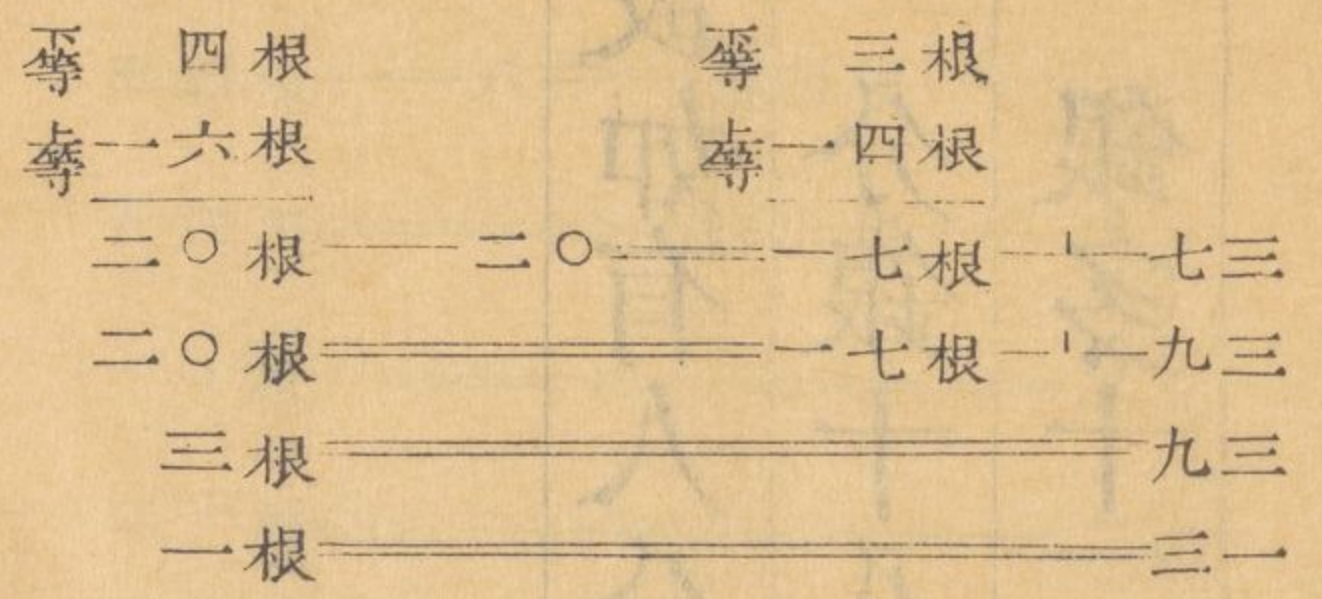 下等 四根 下等 三根
上等 一六根 上等 一四根
二〇根—二〇=一七根⊥七三
二〇根=一七根⊥九三
三根=九三
一根=三一